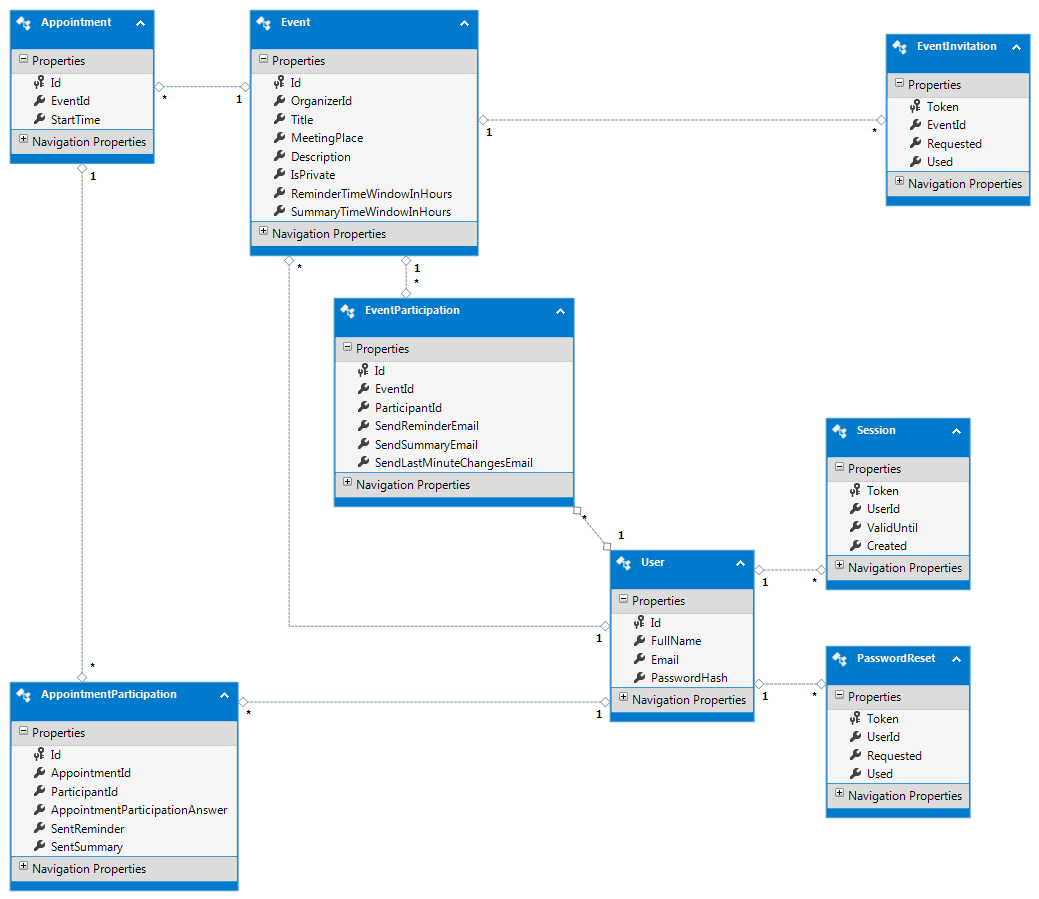 Appointment
Properties
Id
EventId
StartTime
Navigation Properties
*
1
1
Event
Properties
Id
OrganizerId
Title
MeetingPlace
Description
IsPrivate
ReminderTimeWindowInHours
SummaryTimeWindowInHours
Navigation Properties
1
*
EventInvitation
Properties
Token
EventId
Requested
Used
Navigation Properties
*
1
*
EventParticipation
Properties
Id
EventId
ParticipantId
SendReminderEmail
SendSummaryEmail
SendLastMinuteChangesEmail
Navigation Properties
*
1
Session
Properties
Token
UserId
ValidUntil
Created
Navigation Properties
User
Properties
Id
FullName
Email
PasswordHash
Navigation Properties
1
*
1
1
*
1
PasswordReset
Properties
Token
UserId
Requested
Used
Navigation Properties
*
AppointmentParticipation
Properties
Id
AppointmentId
ParticipantId
AppointmentParticipationAnswer
SentReminder
SentSummary
Navigation Properties
*